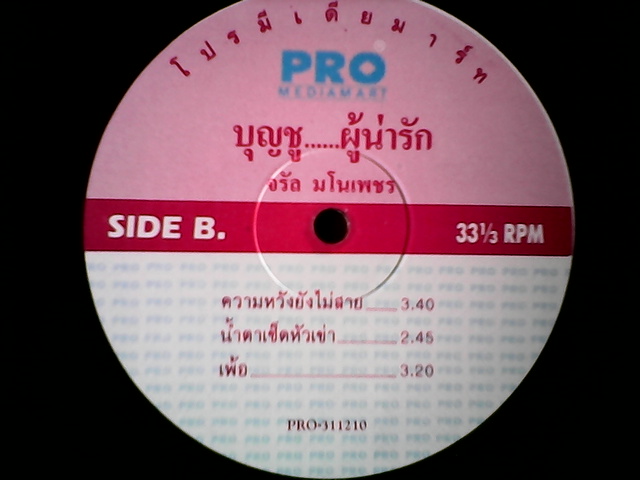 โปรมีเดียมาร์ท
PRO®
MEDIAMART
บุญชู......ผู้น่ารัก
จรัล มโนเพชร
SIDE B.
33⅓ RPM
ความหวังยังไม่สาย 3.40
น้ำตาเช็ดหัวเข่า 2.45
เพ้อ 3.20
PRO-311210